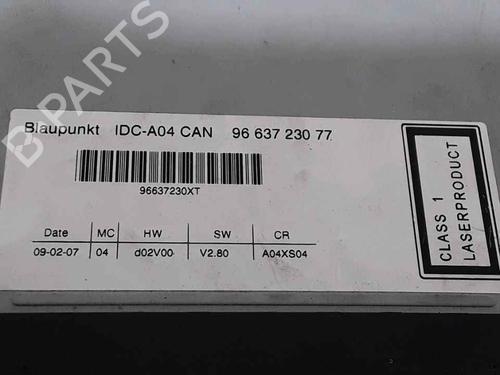 B PARTS
Blaupunkt IDC-A04 CAN 96 637 230 77
96637230XT
Date MC HW SW CR
09-02-07 04 d02V00 V2.80 A04XS04
CLASS 1
LASERPRODUCT